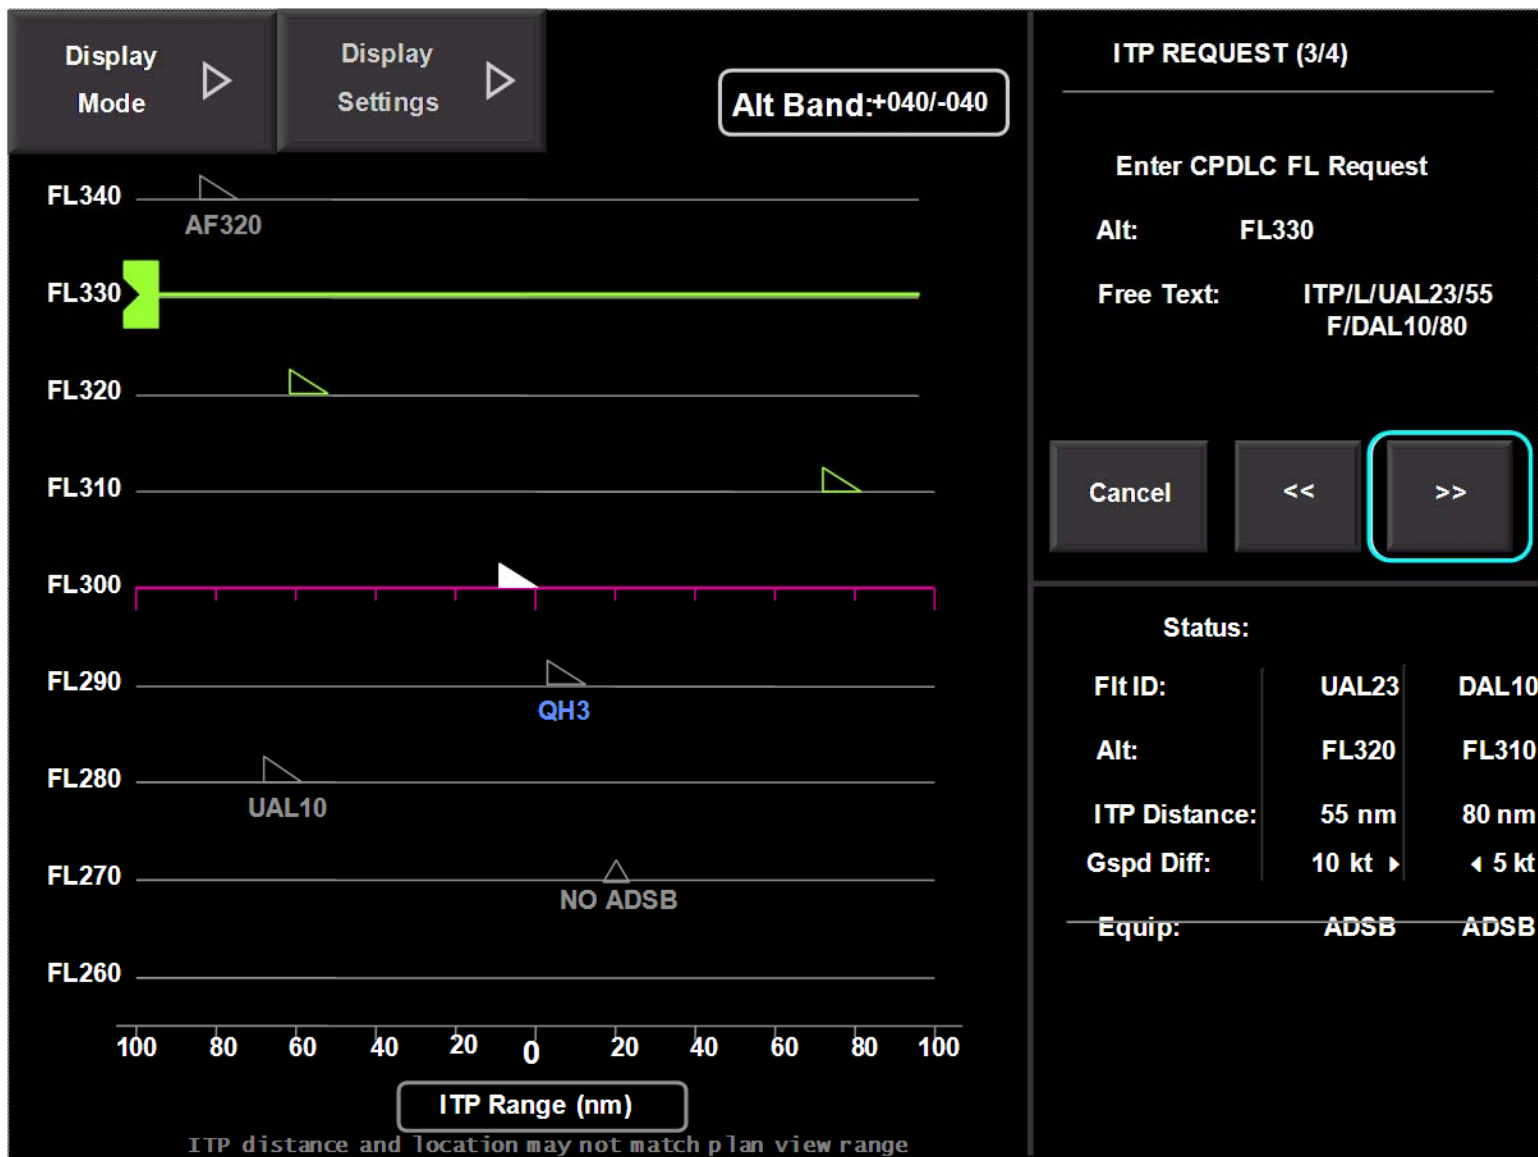 Display
Mode
Display
Settings
Alt Band:+040/-040
FL340
AF320
FL330
FL320
FL310
FL300
FL290
QH3
FL280
UAL10
FL270
NO ADSB
FL260
100 80 60 40 20 0 20 40 60 80 100
ITP Range (nm)
ITP distance and location may not match plan view range
ITP REQUEST (3/4)
Enter CPDLC FL Request
Alt: FL330
Free Text: ITP/L/UAL23/55
F/DAL10/80
Cancel << >>
Status:
Flt ID: UAL23 DAL10
Alt: FL320 FL310
ITP Distance: 55 nm 80 nm
Gspd Diff: 10 kt 5 kt
Equip: ADSB ADSB